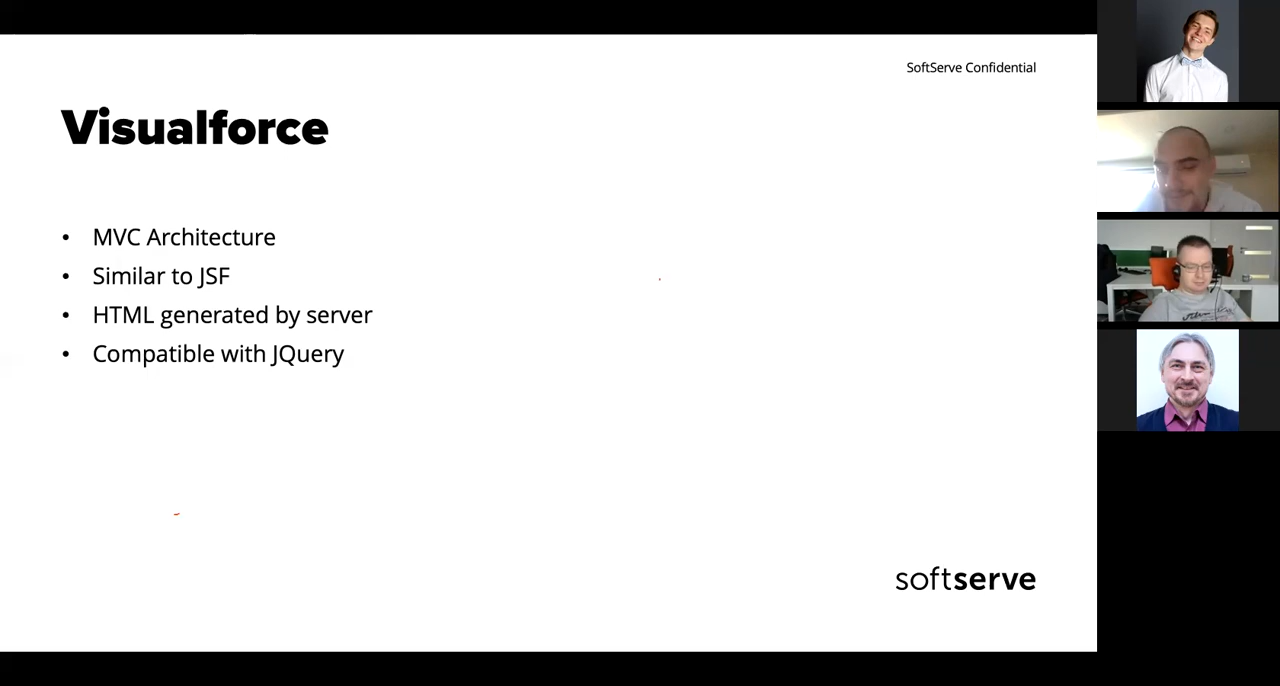 SoftServe Confidential
Visualforce
• MVC Architecture
• Similar to JSF
• HTML generated by server
• Compatible with JQuery
softserve